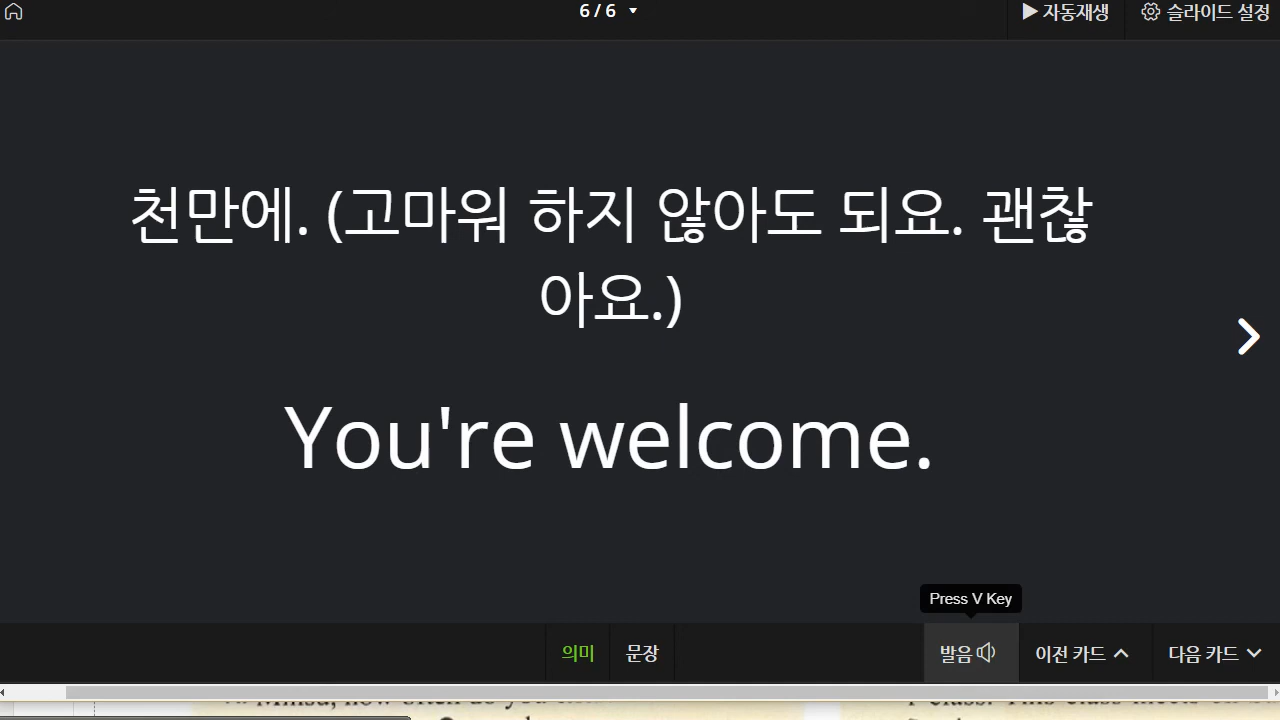 6 / 6
자동재생
슬라이드 설정
천만에. (고마워 하지 않아도 되요. 괜찮
아요.)
You're welcome.
Press V Key
의미
문장
발음
이전 카드
다음 카드